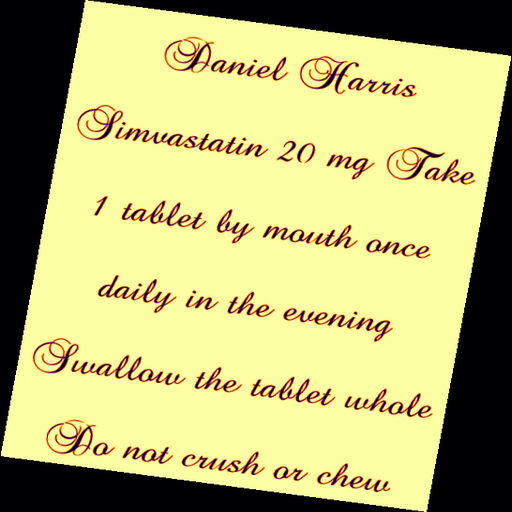 Daniel Harris
Simvastatin 20 mg Take
1 tablet by mouth once
daily in the evening
Swallow the tablet whole
Do not crush or chew